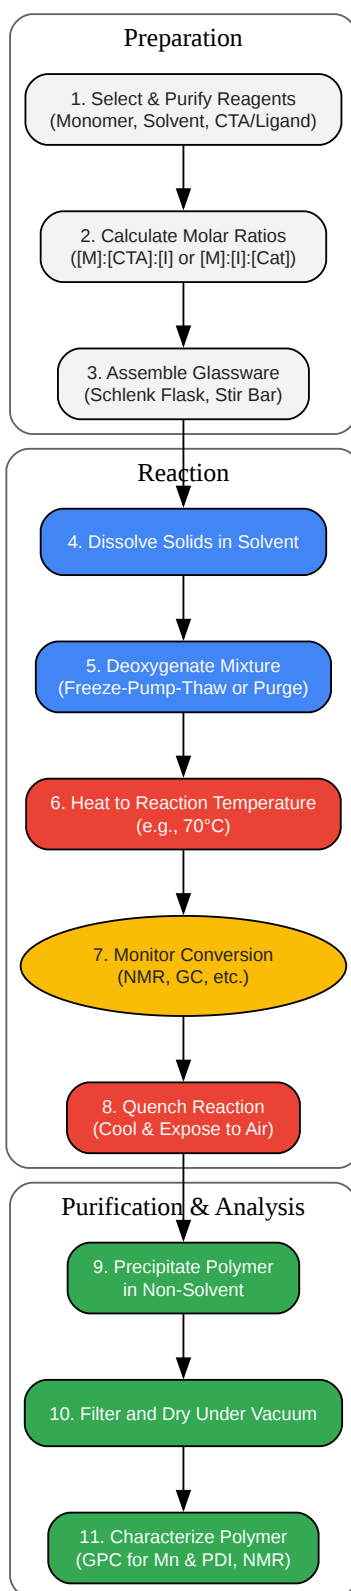 Preparation
1. Select & Purify Reagents
(Monomer, Solvent, CTA/Ligand)
2. Calculate Molar Ratios
([M]:[CTA]:[I] or [M]:[I]:[Cat])
3. Assemble Glassware
(Schlenk Flask, Stir Bar)
Reaction
4. Dissolve Solids in Solvent
5. Deoxygenate Mixture
(Freeze-Pump-Thaw or Purge)
6. Heat to Reaction Temperature
(e.g., 70°C)
7. Monitor Conversion
(NMR, GC, etc.)
8. Quench Reaction
(Cool & Expose to Air)
Purification & Analysis
9. Precipitate Polymer
in Non-Solvent
10. Filter and Dry Under Vacuum
11. Characterize Polymer
(GPC for Mn & PDI, NMR)